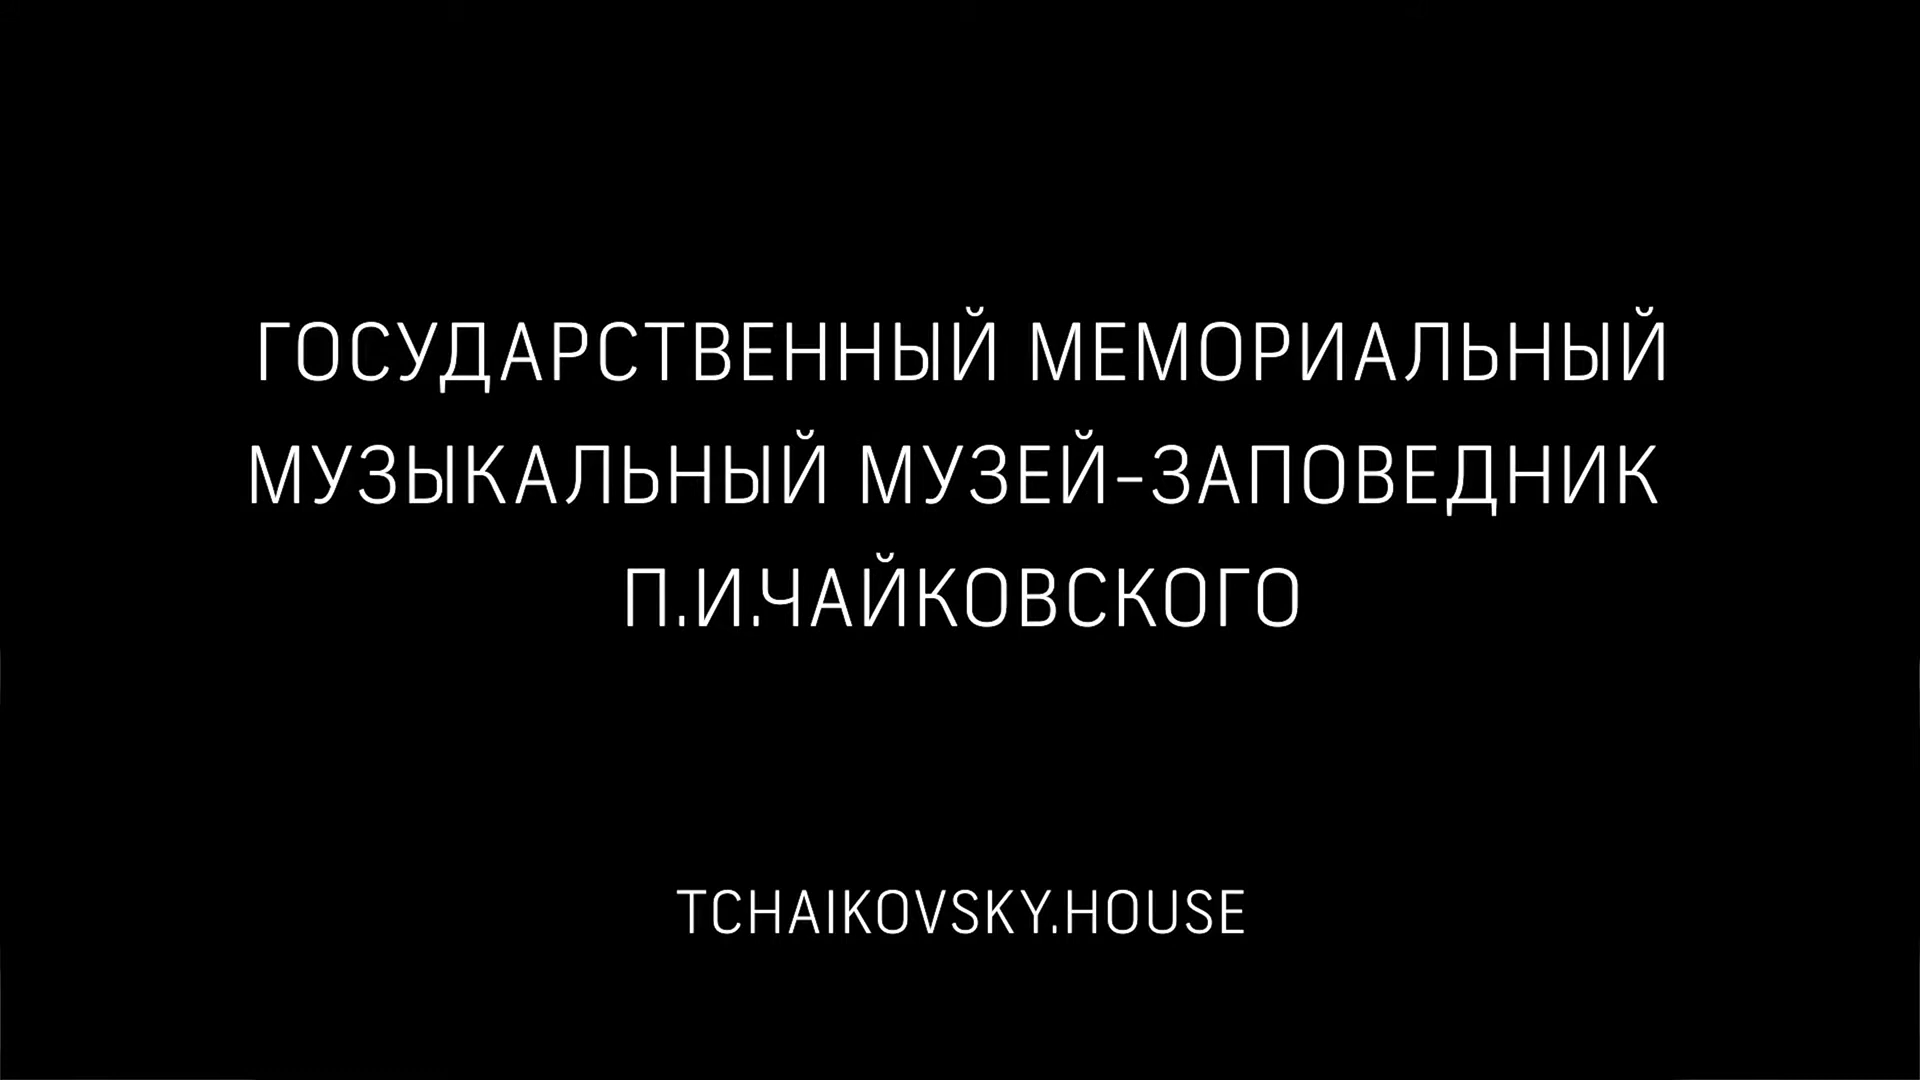 ГОСУДАРСТВЕННЫЙ МЕМОРИАЛЬНЫЙ
МУЗЫКАЛЬНЫЙ МУЗЕЙ-ЗАПОВЕДНИК
П.И.ЧАЙКОВСКОГО
TCHAIKOVSKY.HOUSE